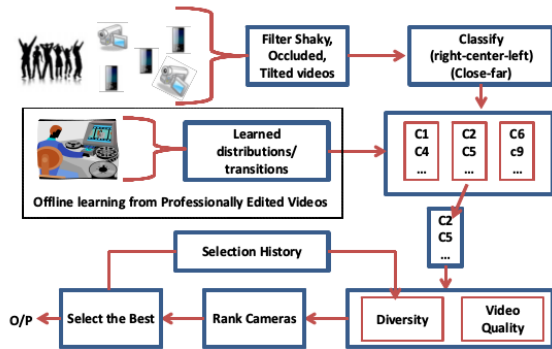 Filter Shaky,
Occluded,
Tilted videos
Classify
(right-center-left)
(Close-far)
Learned
distributions/
transitions
Offline learning from Professionally Edited Videos
C1
C4
...
C2
C5
...
C6
c9
...
C2
C5
...
Selection History
O/P
Select the Best
Rank Cameras
Diversity
Video
Quality